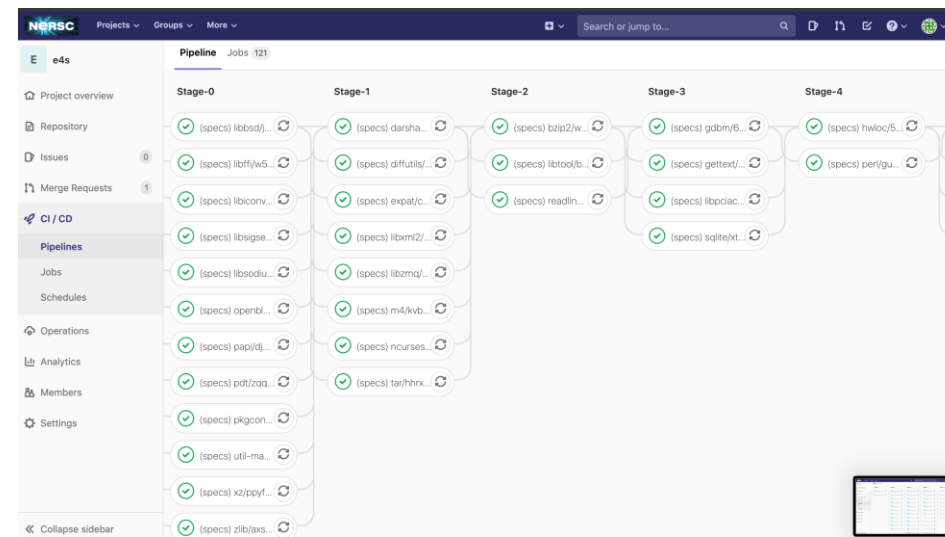 NERSC Projects Groups More Search or jump to...
E e4s
Project overview
Repository
Issues 0
Merge Requests 1
CI / CD
Pipelines
Jobs
Schedules
Operations
Analytics
Members
Settings
Collapse sidebar
Pipeline Jobs 121
Stage-0
(specs) libbsd/j...
(specs) libffi/w5...
(specs) libiconv...
(specs) libsigse...
(specs) libsodiu...
(specs) openbl...
(specs) papi/dj...
(specs) pdt/zqq...
(specs) pkgcon...
(specs) util-ma...
(specs) xz/ppyf...
(specs) zlib/axs...
Stage-1
(specs) darsha...
(specs) diffutils/...
(specs) expat/c...
(specs) libxml2/...
(specs) libzmq/...
(specs) m4/kvb...
(specs) ncurses...
(specs) tar/hhrx...
Stage-2
(specs) bzip2/w...
(specs) libtool/b...
(specs) readlin...
Stage-3
(specs) gdbm/6...
(specs) gettext/...
(specs) libpciac...
(specs) sqlite/xt...
Stage-4
(specs) hwloc/5...
(specs) perl/gu...